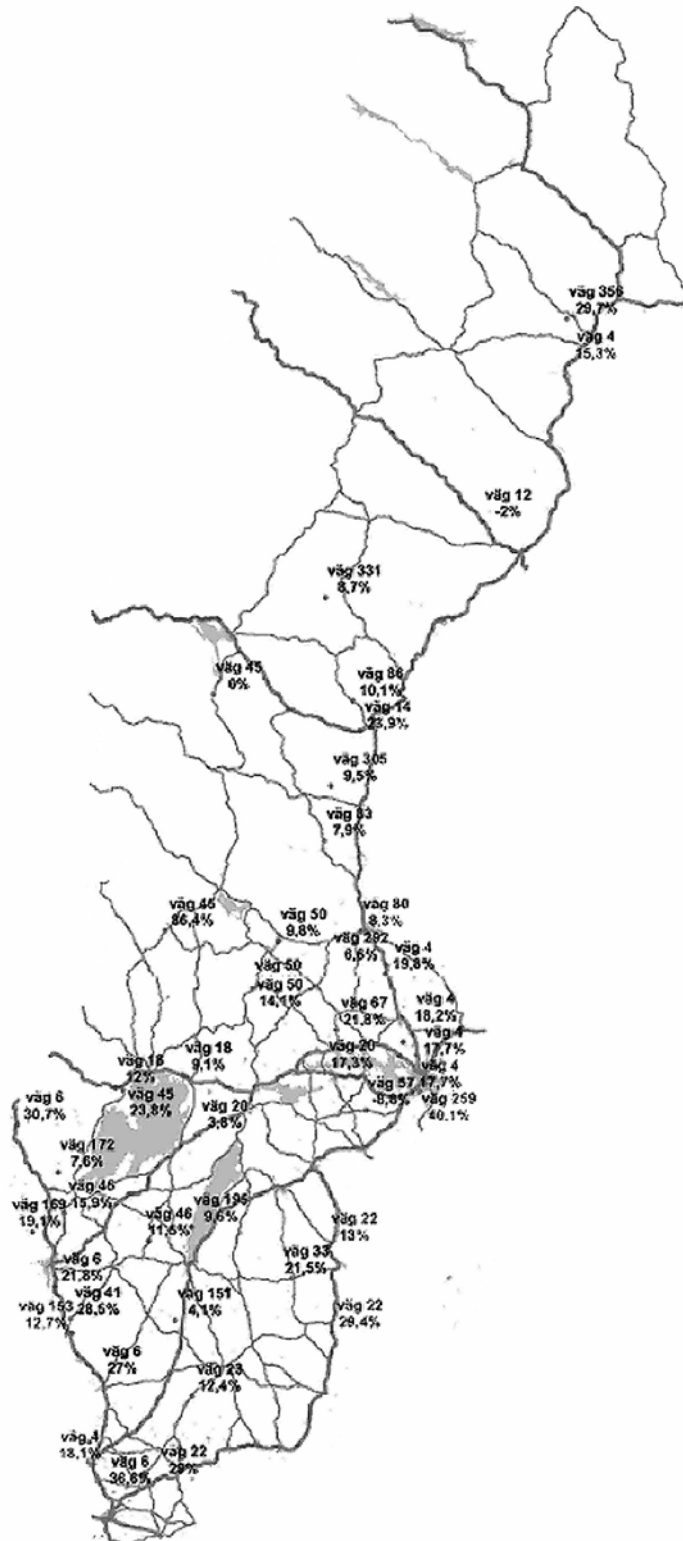 väg 356
29,7%
väg 4
15,3%
väg 12
-2%
väg 331
8,7%
väg 45
0%
väg 86
10,1%
väg 14
23,9%
väg 305
9,5%
väg 83
7,9%
väg 45
86,4%
väg 50
9,8%
väg 80
8,3%
väg 292
6,6%
väg 4
19,8%
väg 50
väg 50
14,1%
väg 67
21,8%
väg 4
18,2%
väg 4
17,7%
väg 18
12%
väg 18
9,1%
väg 20
17,3%
väg 4
17,7%
väg 57
-8,8%
väg 259
40,1%
väg 6
30,7%
väg 45
23,8%
väg 20
3,8%
väg 172
7,6%
väg 46
15,9%
väg 169
19,1%
väg 46
11,5%
väg 195
9,6%
väg 22
13%
väg 33
21,5%
väg 6
21,8%
väg 41
28,5%
väg 153
12,7%
väg 151
4,1%
väg 22
29,4%
väg 6
27%
väg 23
12,4%
väg 4
18,1%
väg 6
36,6%
väg 22
29%